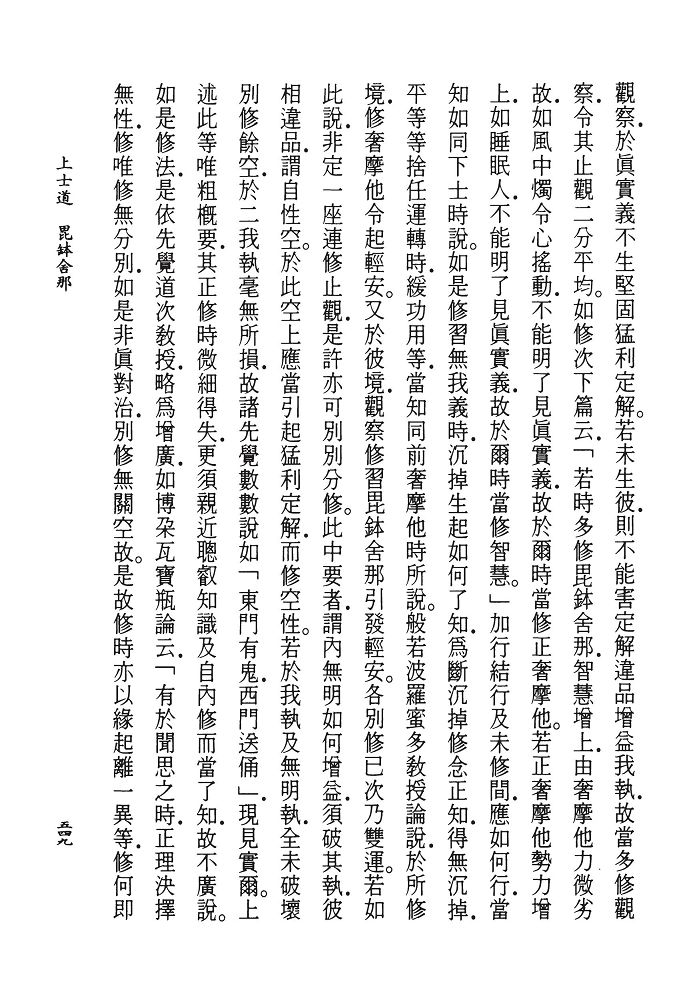 觀察.於眞實義不生堅固猛利定解。若未生彼.則不能害定解違品增益我執.故當多修觀
察.令其止觀二分平均。如修次下篇云.「若時多修毘鉢舍那.智慧增上.由奢摩他力微劣
故.如風中燭令心搖動.不能明了見眞實義.故於爾時當修正奢摩他。若正奢摩他勢力增
上.如睡眠人.不能明了見眞實義.故於爾時當修智慧。」加行結行及未修間.應如何行.當
知如同下士時說。如是修習無我義時.沉掉生起如何了知.爲斷沉掉修念正知.得無沉掉.
平等等捨任運轉時.緩功用等.當知同前奢摩他時所說。般若波羅蜜多敎授論說.於所修
境.修奢摩他令起輕安。又於彼境.觀察修習毘鉢舍那引發輕安。各別修已次乃雙運。若如
此說.非定一座連修止觀.是許亦可別別分修。此中要者.謂內無明如何增益.須破其執.彼
相違品.謂自性空。於此空上應當引起猛利定解.而修空性。若於我執及無明執.全未破壞
別修餘空.於二我執毫無所損.故諸先覺數數說如「東門有鬼.西門送俑」.現見實爾。上
述此等唯粗槪要.其正修時微細得失.更須親近聰叡知識及自內修而當了知.故不廣說。
如是修法.是依先覺道次敎授.略爲增廣.如博朶瓦寶瓶論云.「有於聞思之時.正理決擇
無性.修唯修無分別.如是非眞對治.別修無關空故。是故修時亦以緣起離一異等.修何即
上士道　毘鉢舍那
五四九